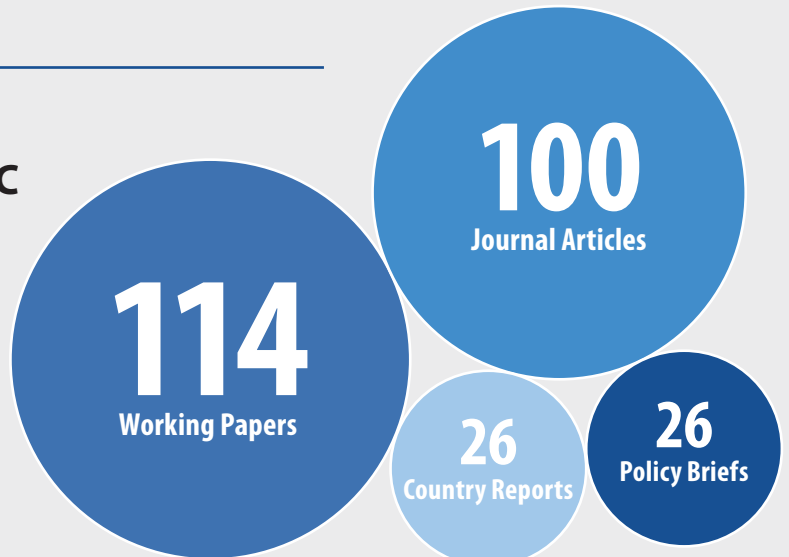 C
100
Journal Articles
114
Working Papers
26
Country Reports
26
Policy Briefs